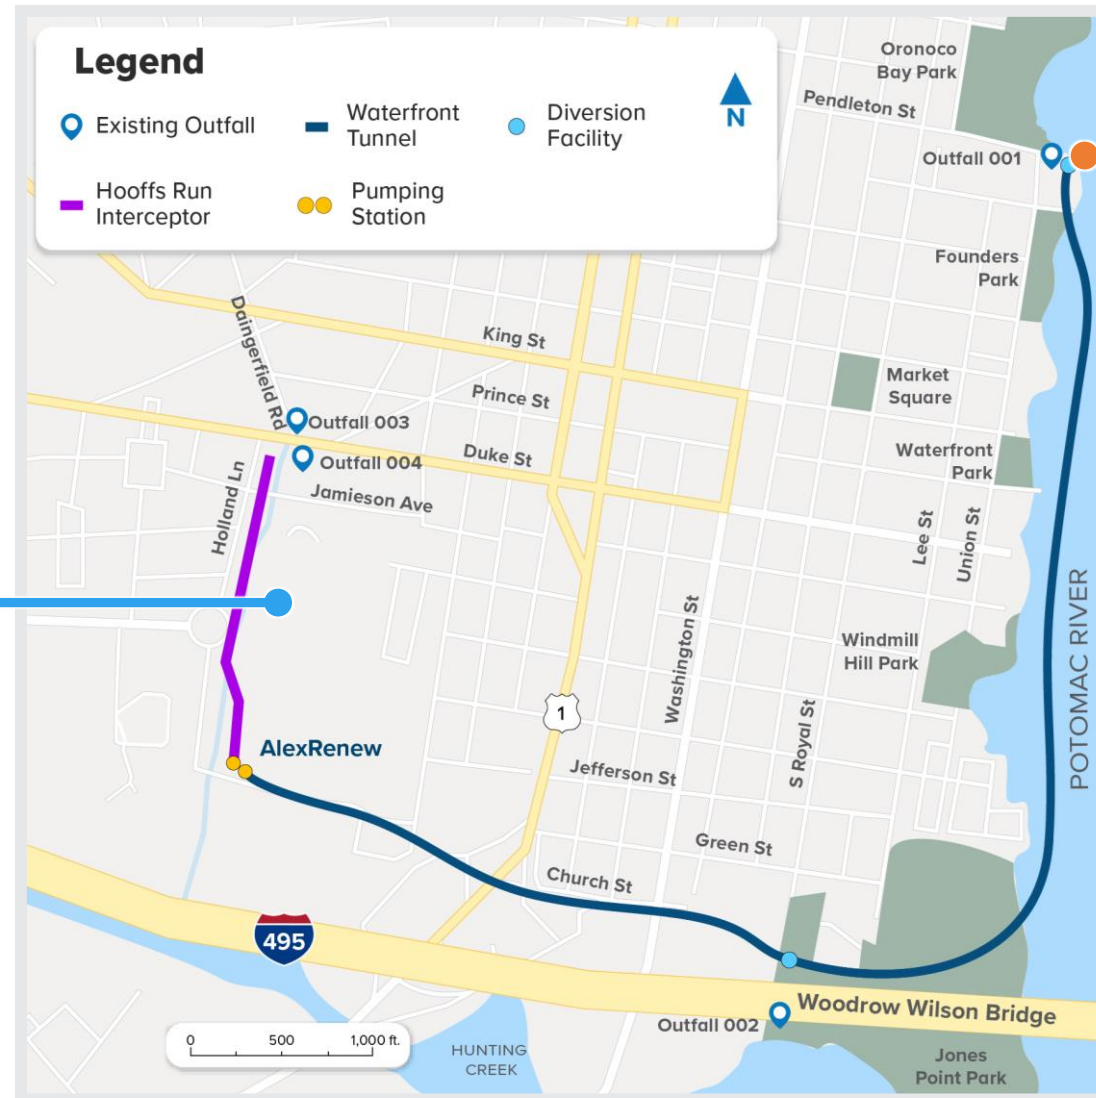 Legend
N
Existing Outfall
Waterfront
Tunnel
Diversion
Facility
Hooffs Run
Interceptor
Pumping
Station
Oronoco
Bay Park
Pendleton St
Outfall 001
Founders
Park
Daingerfield Rd
King St
Market
Square
Prince St
Outfall 003
Duke St
Waterfront
Park
Outfall 004
Jamieson Ave
Holland Ln
Lee St
Union St
POTOMAC RIVER
Washington St
Windmill
Hill Park
1
S Royal St
AlexRenew
Jefferson St
Green St
Church St
495
Woodrow Wilson Bridge
Outfall 002
0 500 1,000 ft.
HUNTING
CREEK
Jones
Point Park